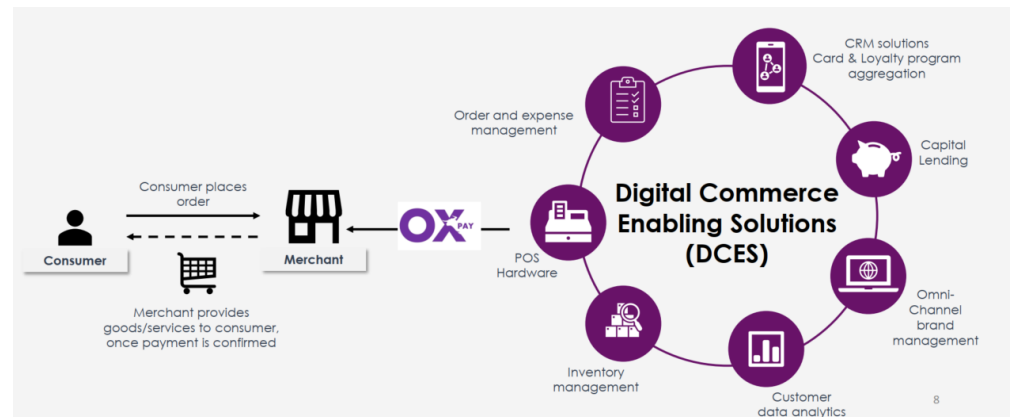 Consumer
Consumer places
order
Merchant provides
goods/services to consumer,
once payment is confirmed
Merchant
OX
PAY
Digital Commerce
Enabling Solutions
(DCES)
CRM solutions
Card & Loyalty program
aggregation
Capital
Lending
Omni-
Channel
brand
management
Customer
data analytics
Inventory
management
POS
Hardware
Order and expense
management
8